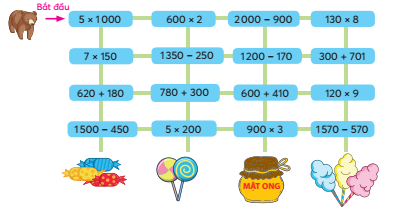 Bắt đầu
5 × 1000 600 × 2 2000 − 900 130 × 8
7 × 150 1350 − 250 1200 − 170 300 + 701
620 + 180 780 + 300 600 + 410 120 × 9
1500 − 450 5 × 200 900 × 3 1570 − 570
MẬT ONG